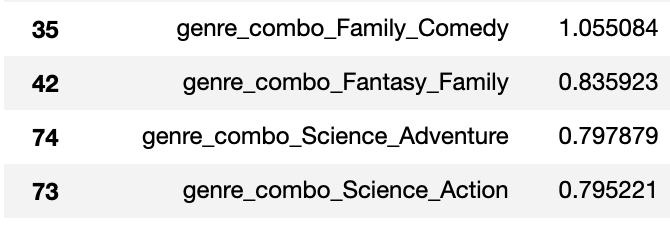 35 genre_combo_Family_Comedy 1.055084
42 genre_combo_Fantasy_Family 0.835923
74 genre_combo_Science_Adventure 0.797879
73 genre_combo_Science_Action 0.795221